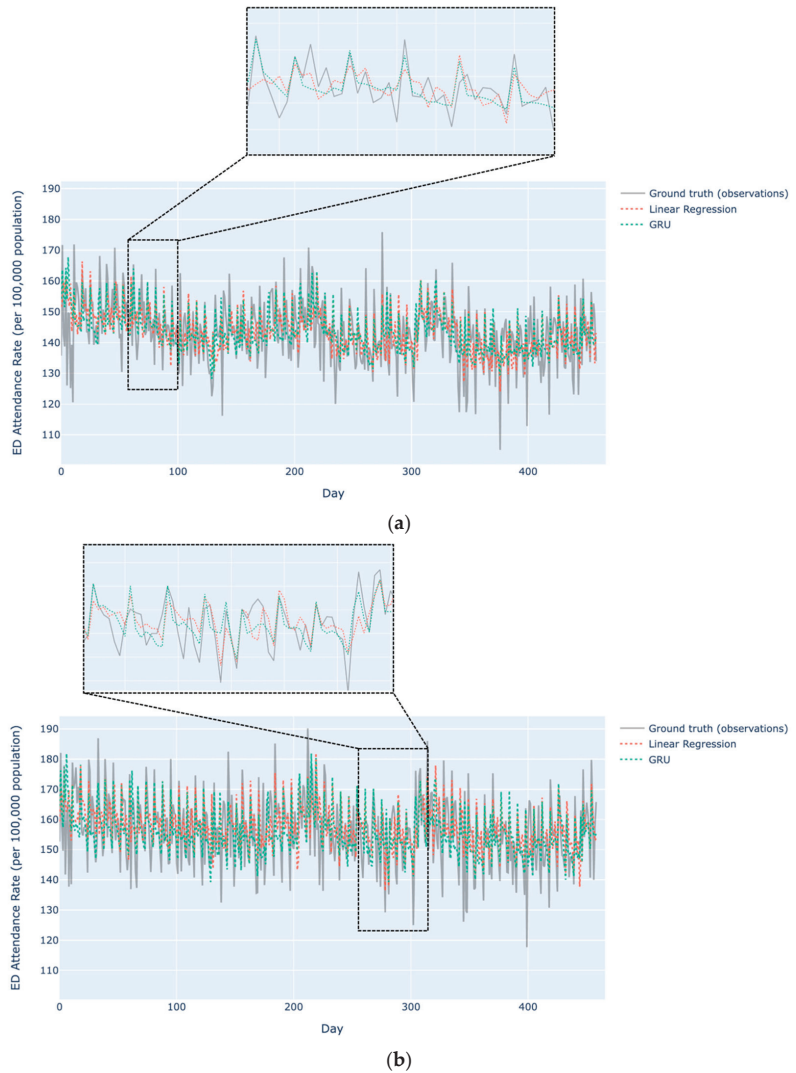 190
180
170
160
150
140
130
120
110
0
100
200
300
400
ED Attendance Rate (per 100,000 population)
Day
Ground truth (observations)
Linear Regression
GRU
(a)
190
180
170
160
150
140
130
120
110
0
100
200
300
400
ED Attendance Rate (per 100,000 population)
Day
Ground truth (observations)
Linear Regression
GRU
(b)